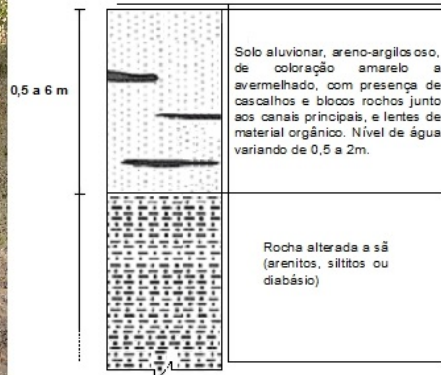 0,5 a 6 m
Solo aluvionar, areno-argilososo,
de coloração amarelo a
avermelhado, com presença de
cascalhos e blocos rochos junto
aos canais principais, e lentes de
material orgânico. Nível de água
variando de 0,5 a 2m.
Rocha alterada a sã
(arenitos, siltitos ou
diabásio)